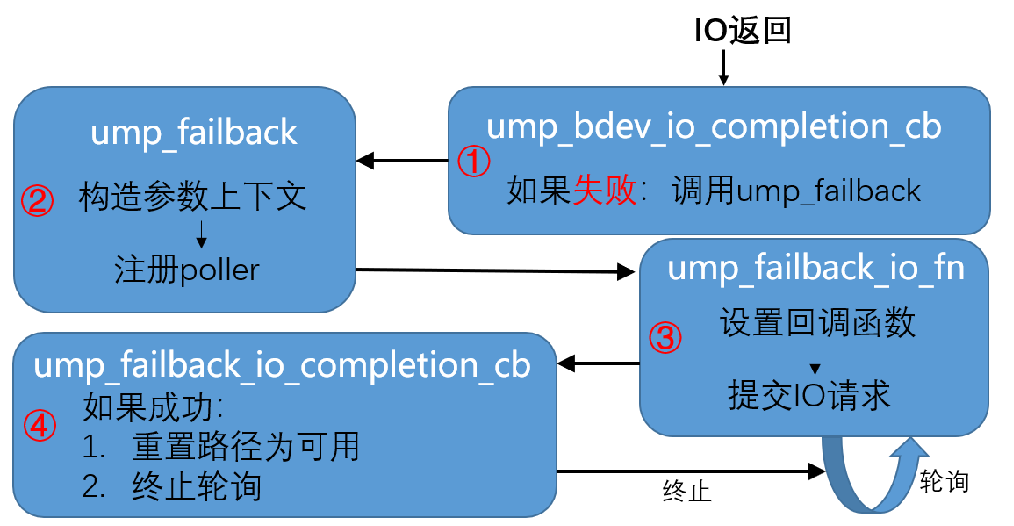 IO返回
ump_bdev_io_completion_cb
①
如果失败： 调用ump_failback
ump_failback
②
构造参数上下文
注册poller
ump_failback_io_fn
③
设置回调函数
提交IO请求
轮询
ump_failback_io_completion_cb
④
如果成功:
1. 重置路径为可用
2. 终止轮询
终止